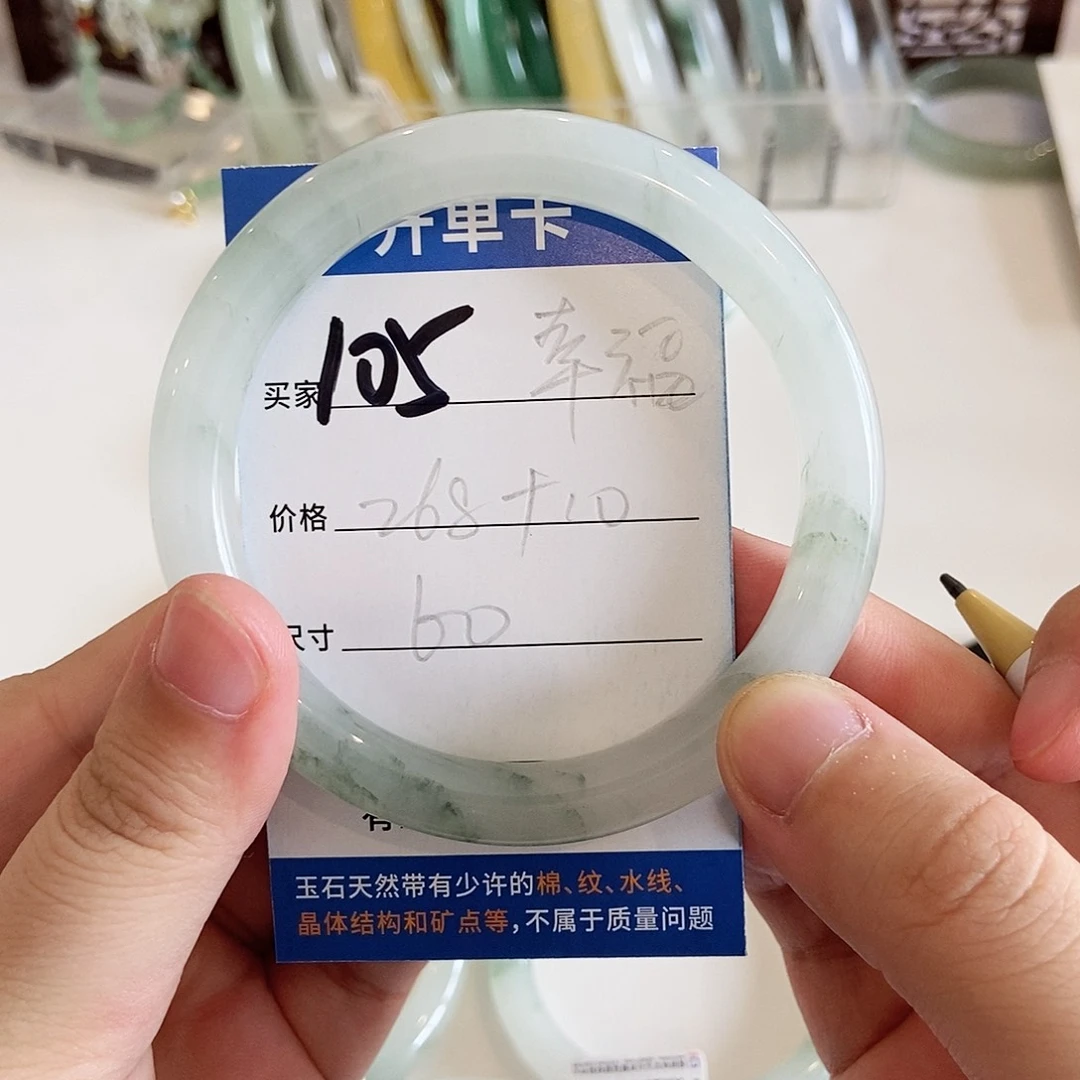 开单卡
买家 105 幸福
价格 268+10
尺寸 60
有
玉石天然带有少许的棉、纹、水线、
晶体结构和矿点等,不属于质量问题